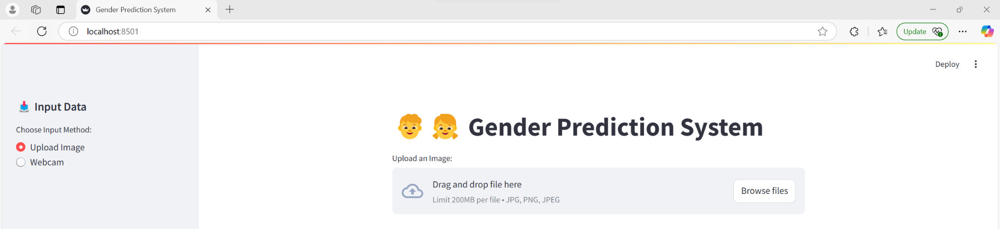 Gender Prediction System
localhost:8501
Update
Deploy
Input Data
Choose Input Method:
Upload Image
Webcam
Gender Prediction System
Upload an Image:
Drag and drop file here
Limit 200MB per file • JPG, PNG, JPEG
Browse files